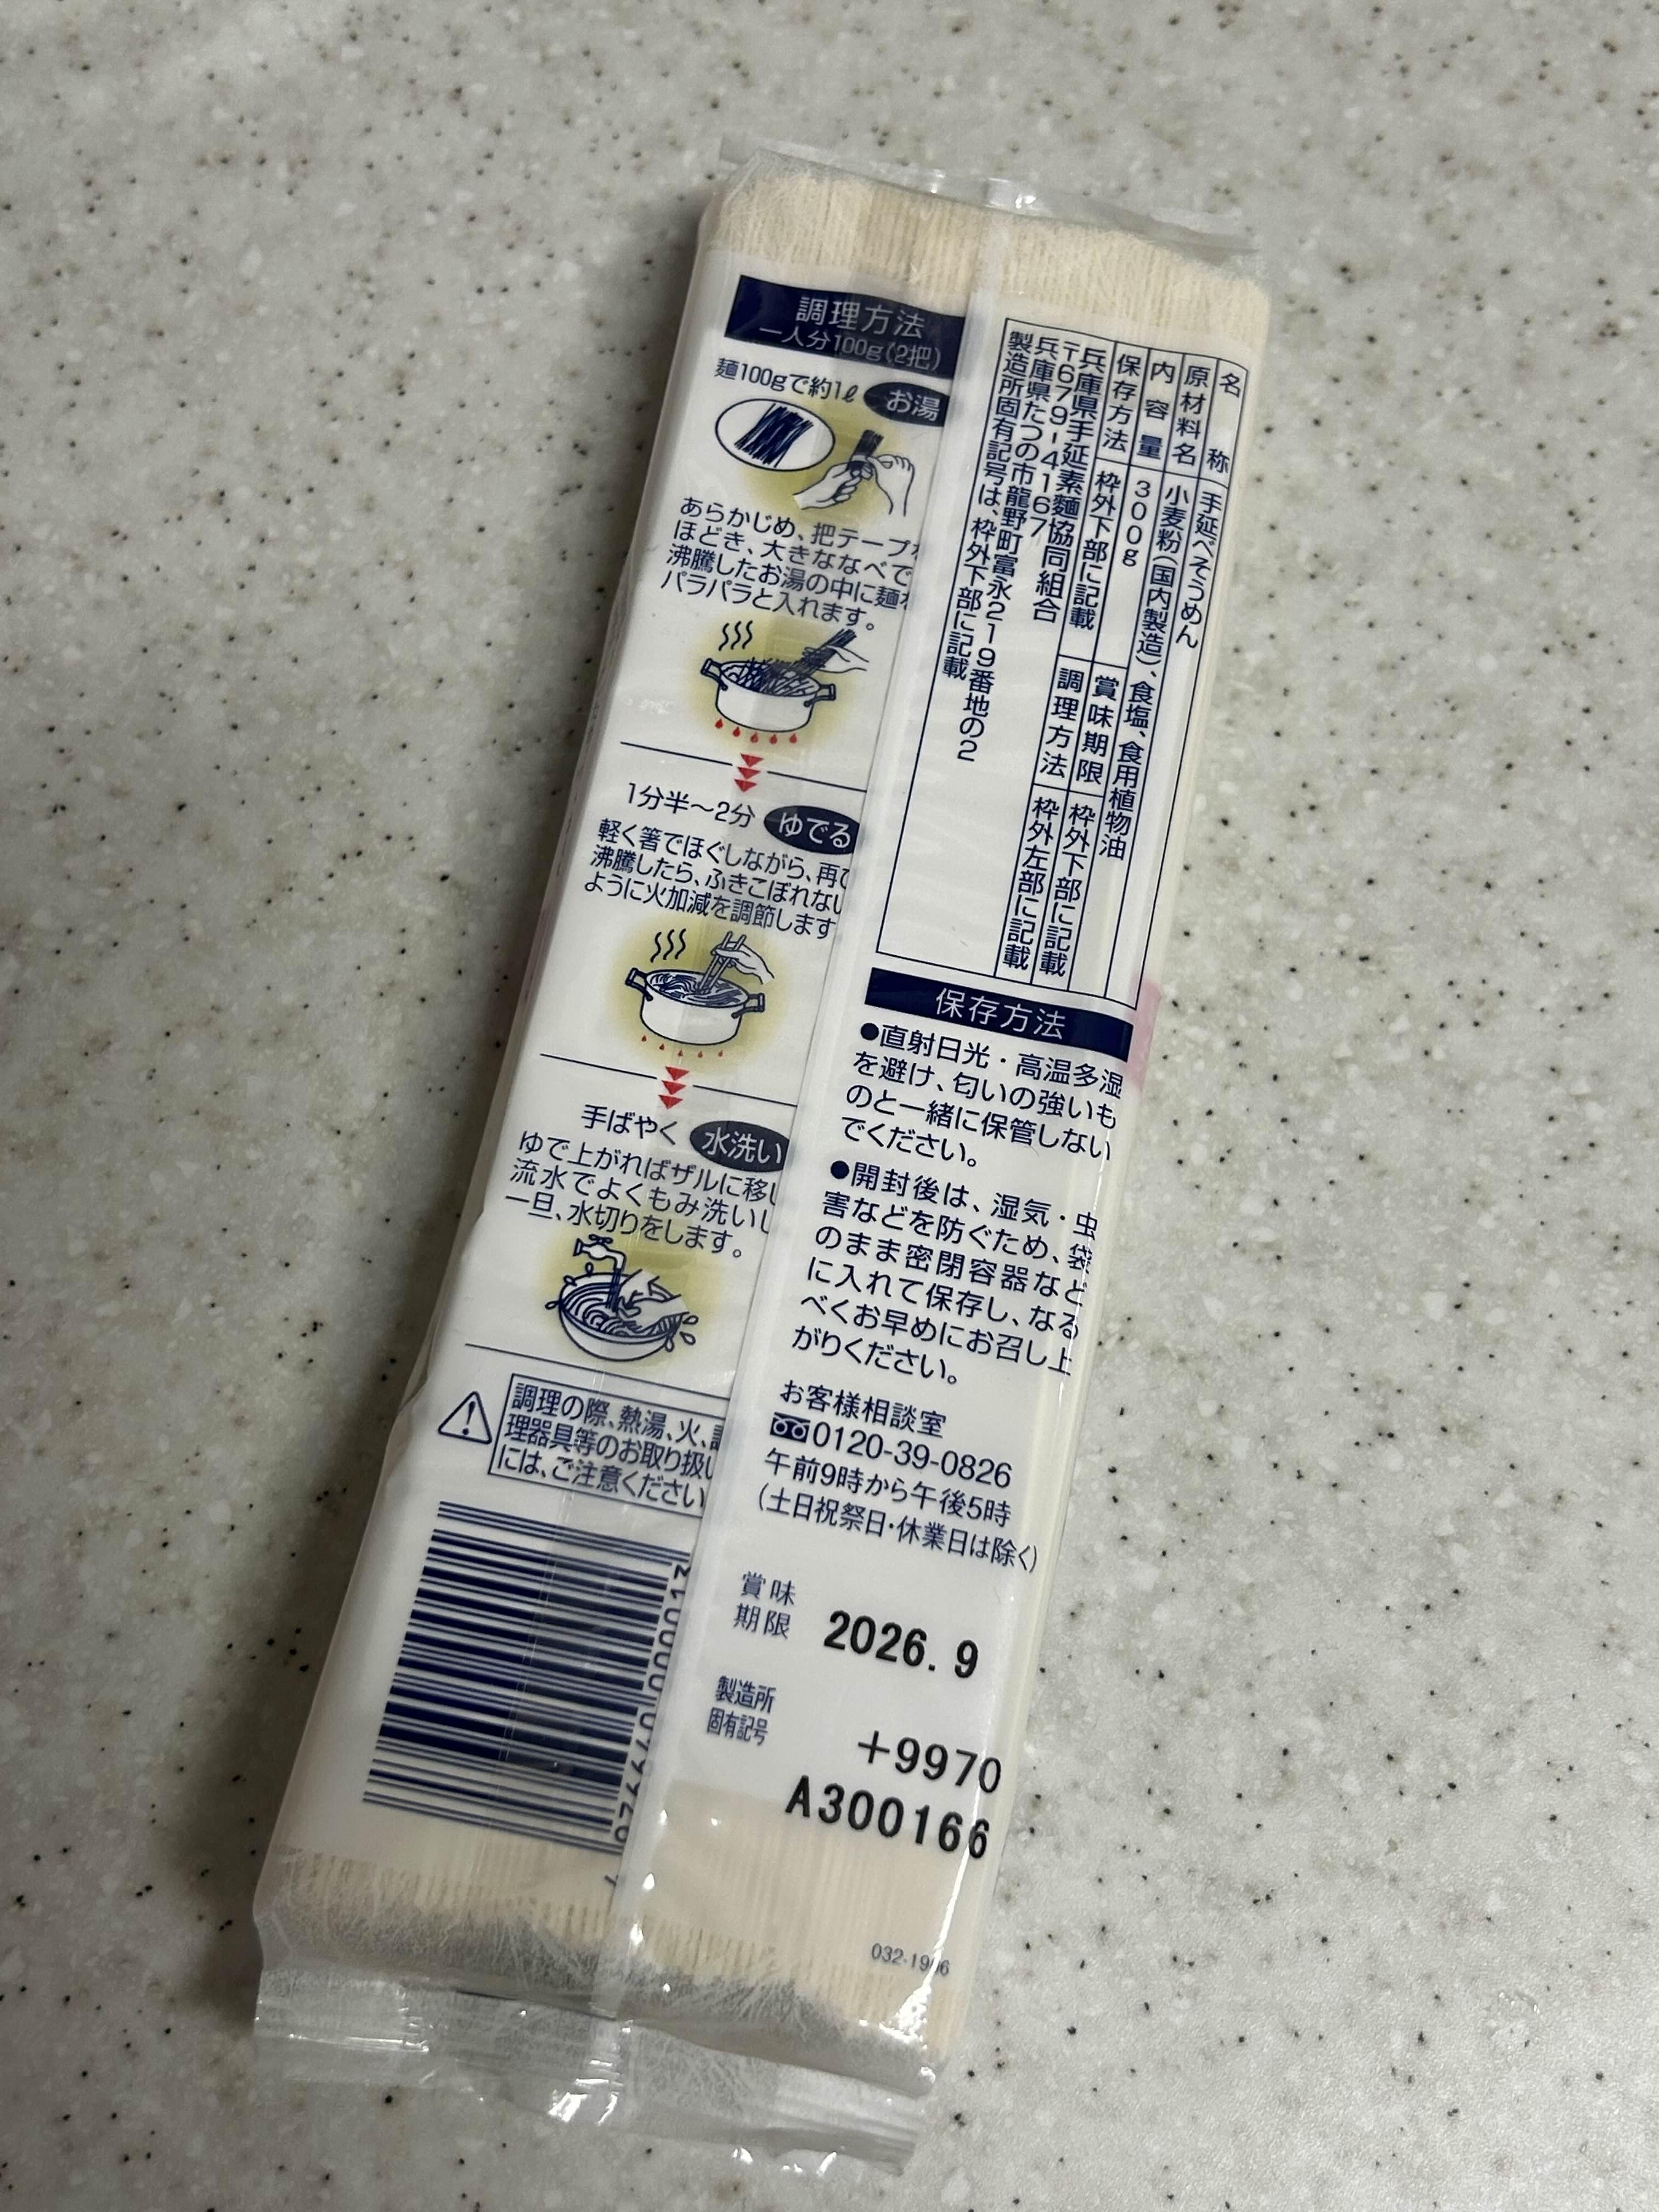 調理方法
一人分100g(2把)
麺100gで約1ℓ お湯
あらかじめ、把テープ
ほどき、大きななべで
沸騰したお湯の中に麺
パラパラと入れます。
1分半〜2分 ゆでる
軽く箸でほぐしながら、再び
沸騰したら、ふきこぼれない
ように火加減を調節します
手ばやく 水洗い
ゆで上がればザルに移し
流水でよくもみ洗いし
一旦、水切りをします。
調理の際、熱湯、火、調
理器具等のお取り扱い
には、ご注意ください
名称 手延べそうめん
原材料名 小麦粉(国内製造)、食塩、食用植物油
内容量 300g 賞味期限 枠外下部に記載
保存方法 枠外下部に記載 調理方法 枠外左部に記載
兵庫県手延素麺協同組合
〒679-4167
兵庫県たつの市龍野町富永219番地の2
製造所固有記号は、枠外下部に記載
保存方法
●直射日光・高温多湿
を避け、匂いの強いも
のと一緒に保管しない
でください。
●開封後は、湿気・虫
害などを防ぐため、袋
のまま密閉容器など
に入れて保存し、なる
べくお早めにお召し上
がりください。
お客様相談室
0120-39-0826
午前9時から午後5時
(土日祝祭日・休業日は除く)
賞味
期限 2026.9
製造所
固有記号
+9970
A300166